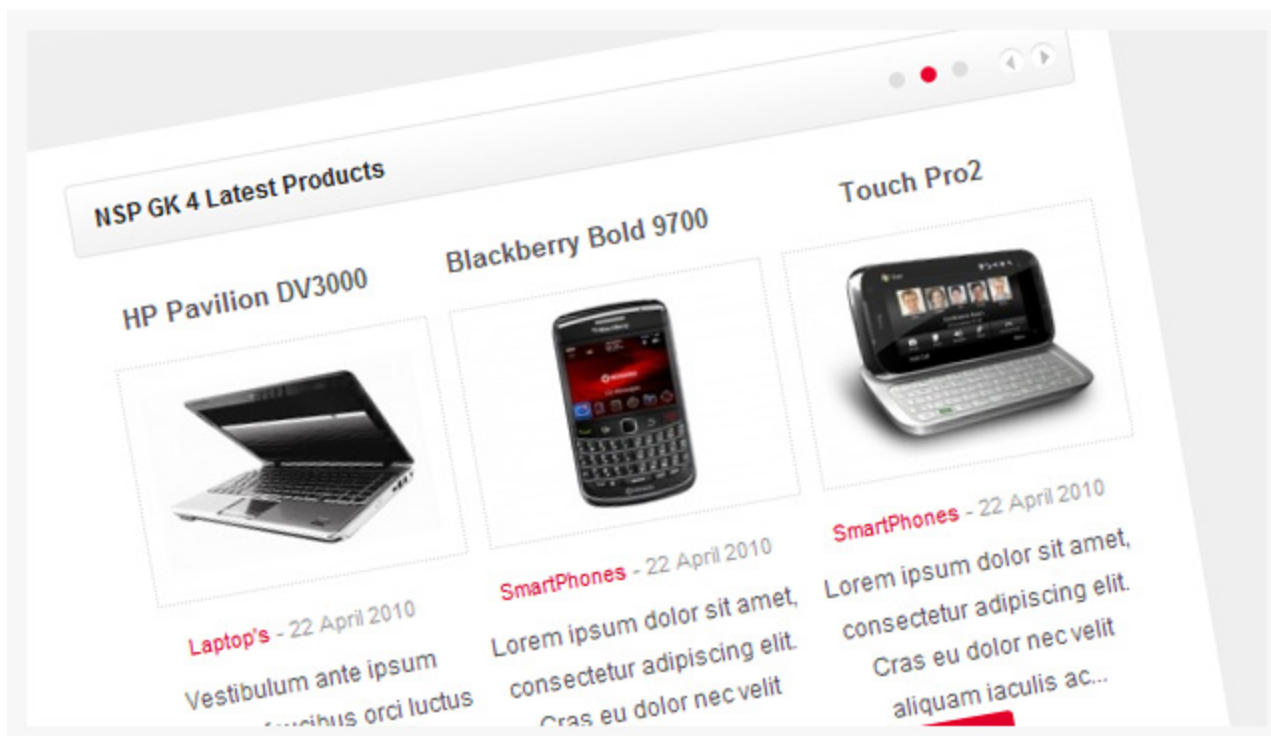 NSP GK 4 Latest Products
HP Pavilion DV3000
Laptop's - 22 April 2010
Vestibulum ante ipsum
faucibus orci luctus
Blackberry Bold 9700
SmartPhones - 22 April 2010
Lorem ipsum dolor sit amet,
consectetur adipiscing elit.
Cras eu dolor nec velit
Touch Pro2
SmartPhones - 22 April 2010
Lorem ipsum dolor sit amet,
consectetur adipiscing elit.
Cras eu dolor nec velit
aliquam iaculis ac...